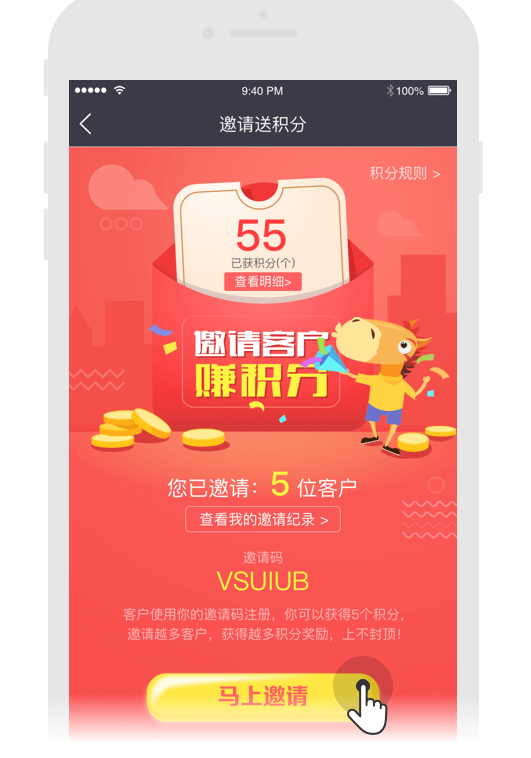 9:40 PM
100%
邀请送积分
积分规则 >
55
已获积分(个)
查看明细>
邀请客户
赚积分
您已邀请：5 位客户
查看我的邀请纪录 >
邀请码
VSUIUB
客户使用你的邀请码注册，你可以获得5个积分，
邀请越多客户，获得越多积分奖励，上不封顶！
马上邀请